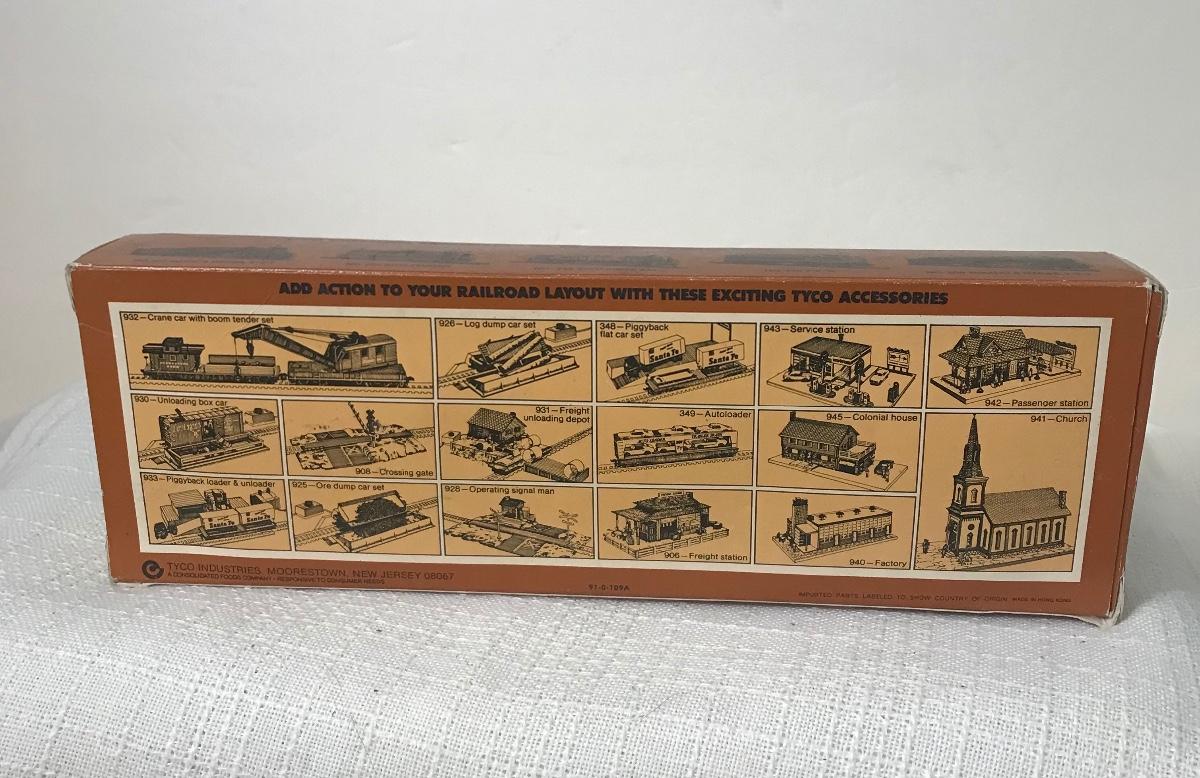 ADD ACTION TO YOUR RAILROAD LAYOUT WITH THESE EXCITING TYCO ACCESSORIES
932—Crane car with boom tender set
926—Log dump car set
348—Piggyback
flat car set
Santa Fe
Santa Fe
943—Service station
942—Passenger station
930—Unloading box car
908—Crossing gate
931—Freight
unloading depot
349—Autoloader
945—Colonial house
941—Church
933—Piggyback loader & unloader
Santa Fe
Santa Fe
925—Ore dump car set
928—Operating signal man
906—Freight station
940—Factory
TYCO INDUSTRIES, MOORESTOWN, NEW JERSEY 08057
A CONSOLIDATED FOODS COMPANY • RESPONSIVE TO CONSUMER NEEDS
91-0-109A
IMPORTED PARTS LABELED TO SHOW COUNTRY OF ORIGIN MADE IN HONG KONG